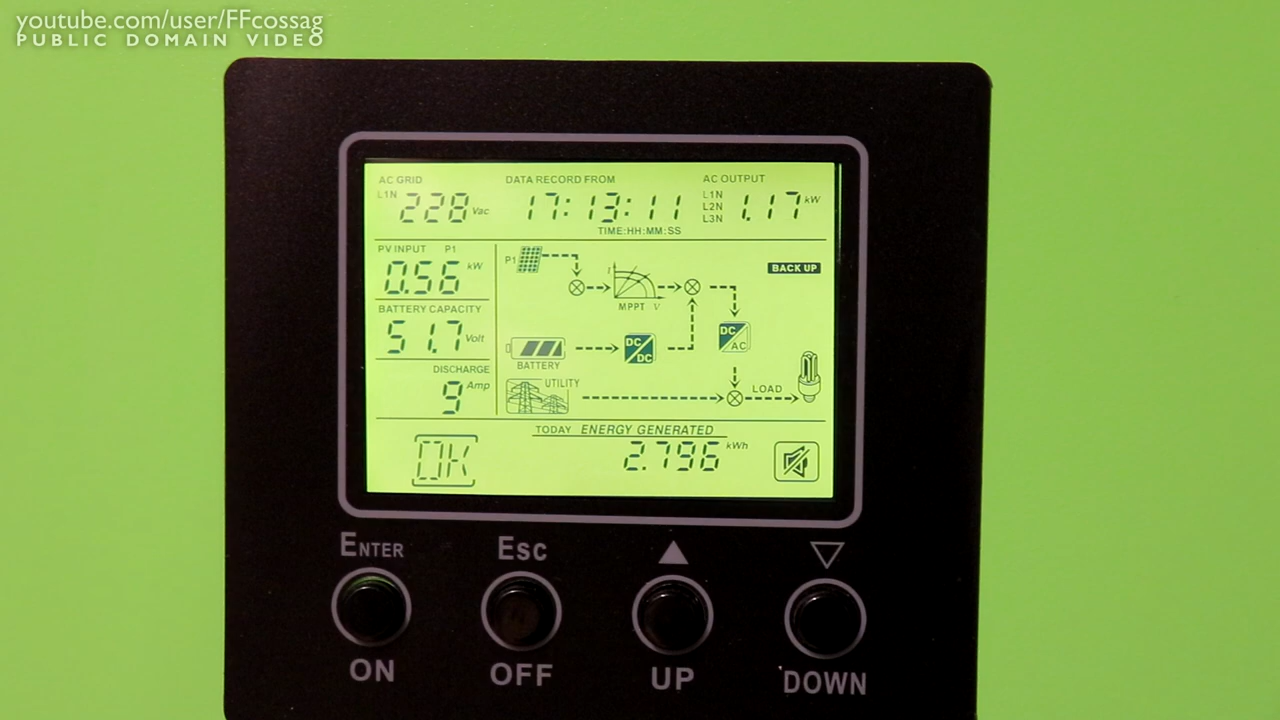 youtube.com/user/FFcossag
PUBLIC DOMAIN VIDEO
AC GRID
L1N 228 Vac
DATA RECORD FROM
17:13:11
TIME:HH:MM:SS
AC OUTPUT
L1N
L2N
L3N
1.17 kW
PV INPUT P1
0.56 kW
BATTERY CAPACITY
51.7 Volt
DISCHARGE
9 Amp
P1
I
MPPT V
BACK UP
DC
AC
DC
DC
BATTERY
UTILITY
LOAD
TODAY ENERGY GENERATED
2.796 kWh
OK
ENTER
ESC
ON
OFF
UP
DOWN